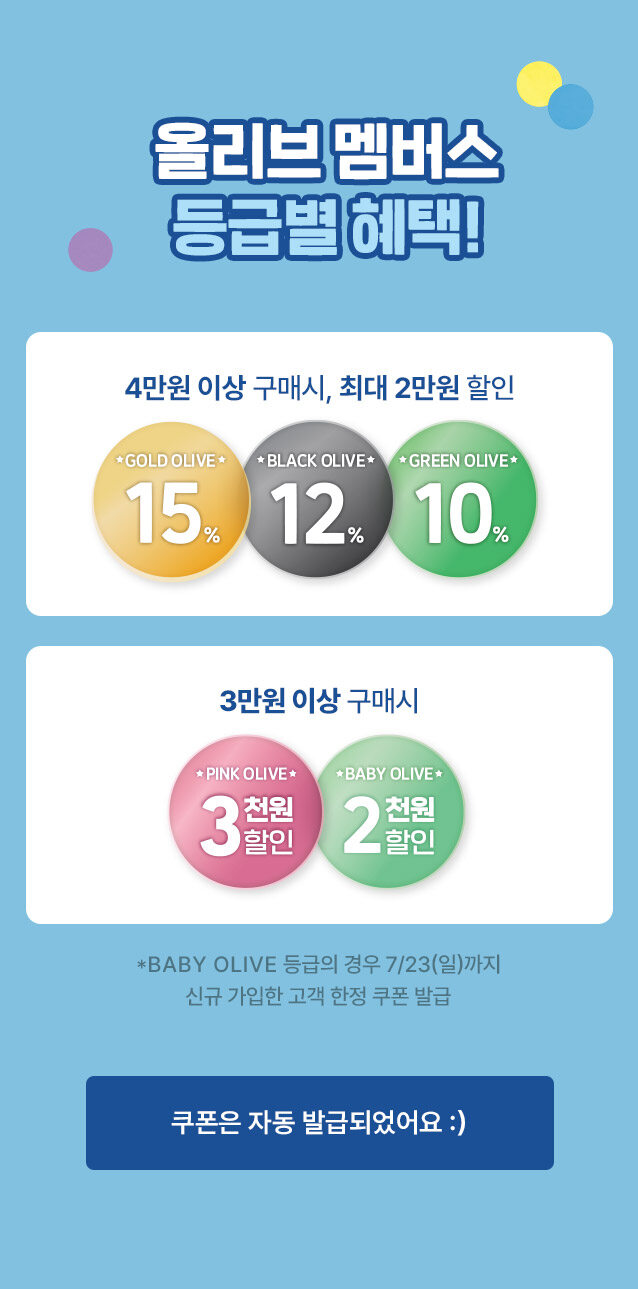 올리브 멤버스
등급별 혜택!
4만원 이상 구매시, 최대 2만원 할인
★GOLD OLIVE★ ★BLACK OLIVE★ ★GREEN OLIVE★
15% 12% 10%
3만원 이상 구매시
★PINK OLIVE★ ★BABY OLIVE★
3천원 할인 2천원 할인
*BABY OLIVE 등급의 경우 7/23(일)까지
신규 가입한 고객 한정 쿠폰 발급
쿠폰은 자동 발급되었어요 :)